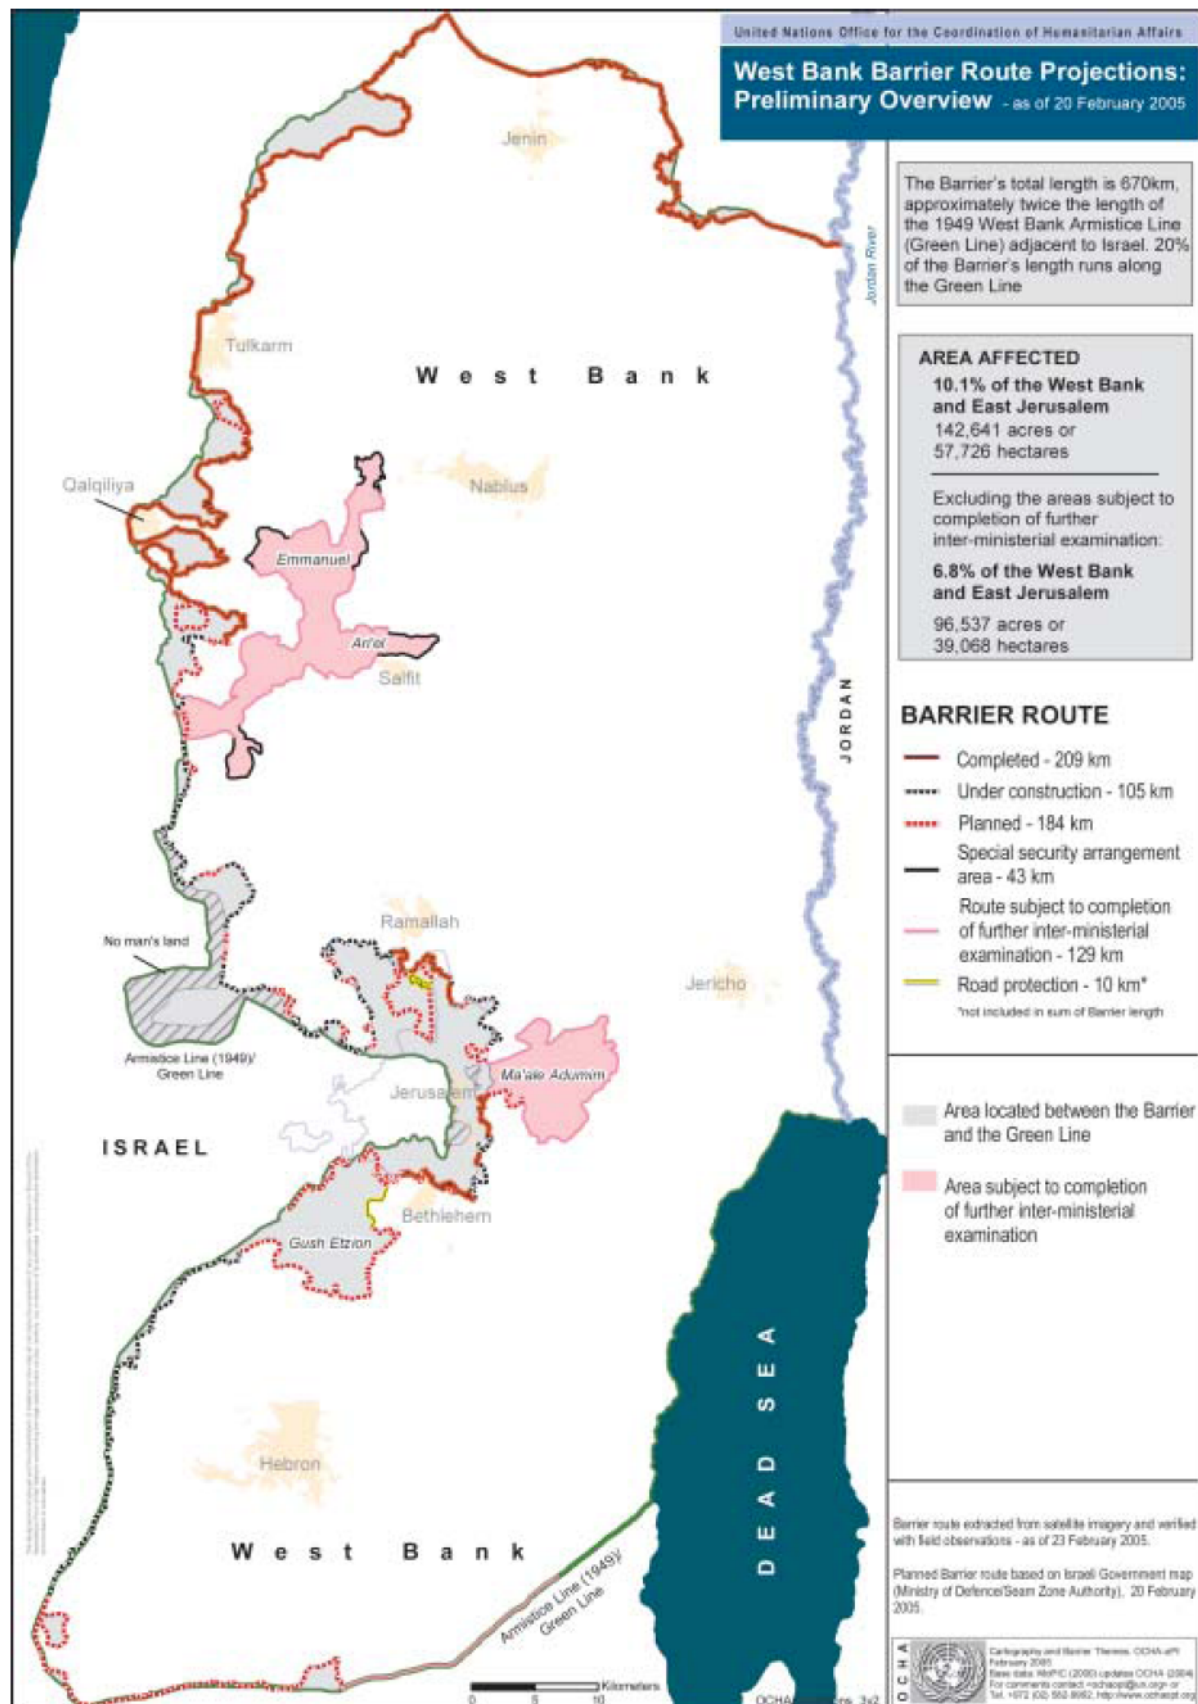 United Nations Office for the Coordination of Humanitarian Affairs
West Bank Barrier Route Projections:
Preliminary Overview - as of 20 February 2005
The Barrier's total length is 670km,
approximately twice the length of
the 1949 West Bank Armistice Line
(Green Line) adjacent to Israel. 20%
of the Barrier's length runs along
the Green Line
AREA AFFECTED
10.1% of the West Bank
and East Jerusalem
142,641 acres or
57,726 hectares
Excluding the areas subject to
completion of further
inter-ministerial examination:
6.8% of the West Bank
and East Jerusalem
96,537 acres or
39,068 hectares
BARRIER ROUTE
Completed - 209 km
Under construction - 105 km
Planned - 184 km
Special security arrangement
area - 43 km
Route subject to completion
of further inter-ministerial
examination - 129 km
Road protection - 10 km*
*not included in sum of Barrier length
Area located between the Barrier
and the Green Line
Area subject to completion
of further inter-ministerial
examination
Barrier route extracted from satellite imagery and verified
with field observations - as of 23 February 2005.
Planned Barrier route based on Israeli Government map
(Ministry of Defence/Seam Zone Authority), 20 February
2005.
OCHA
Cartography and Barrier Themes: OCHA-oPt
February 2005
Jenin
Jordan River
Tulkarm
West Bank
Qalqiliya
Nablus
Emmanuel
Ari'el
Salfit
JORDAN
Ramallah
No man's land
Jericho
Armistice Line (1949)/
Green Line
Ma'ale Adumim
Jerusalem
ISRAEL
Bethlehem
Gush Etzion
DEAD SEA
Hebron
West Bank
Armistice Line (1949)/
Green Line
Kilometers
0 5 10